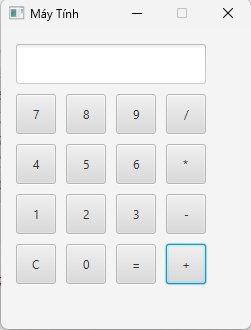 Máy Tính
7 8 9 /
4 5 6 *
1 2 3 -
C 0 = +